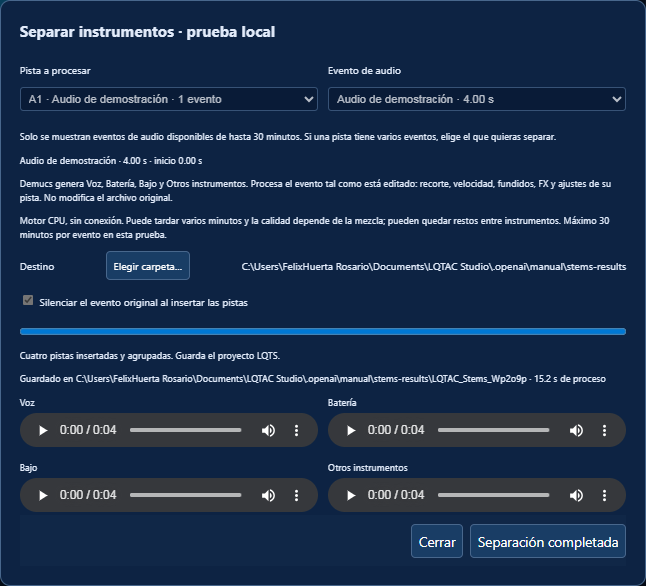 Separar instrumentos · prueba local
Pista a procesar
Evento de audio
A1 · Audio de demostración · 1 evento
Audio de demostración · 4.00 s
Solo se muestran eventos de audio disponibles de hasta 30 minutos. Si una pista tiene varios eventos, elige el que quieras separar.
Audio de demostración · 4.00 s · inicio 0.00 s
Demucs genera Voz, Batería, Bajo y Otros instrumentos. Procesa el evento tal como está editado: recorte, velocidad, fundidos, FX y ajustes de su
pista. No modifica el archivo original.
Motor CPU, sin conexión. Puede tardar varios minutos y la calidad depende de la mezcla; pueden quedar restos entre instrumentos. Máximo 30
minutos por evento en esta prueba.
Destino
Elegir carpeta...
C:\Users\FelixHuerta Rosario\Documents\LQTAC Studio\.openai\manual\stems-results
Silenciar el evento original al insertar las pistas
Cuatro pistas insertadas y agrupadas. Guarda el proyecto LQTS.
Guardado en C:\Users\FelixHuerta Rosario\Documents\LQTAC Studio\.openai\manual\stems-results\LQTAC_Stems_Wp2o9p · 15.2 s de proceso
Voz
Batería
0:00 / 0:04
0:00 / 0:04
Bajo
Otros instrumentos
0:00 / 0:04
0:00 / 0:04
Cerrar
Separación completada